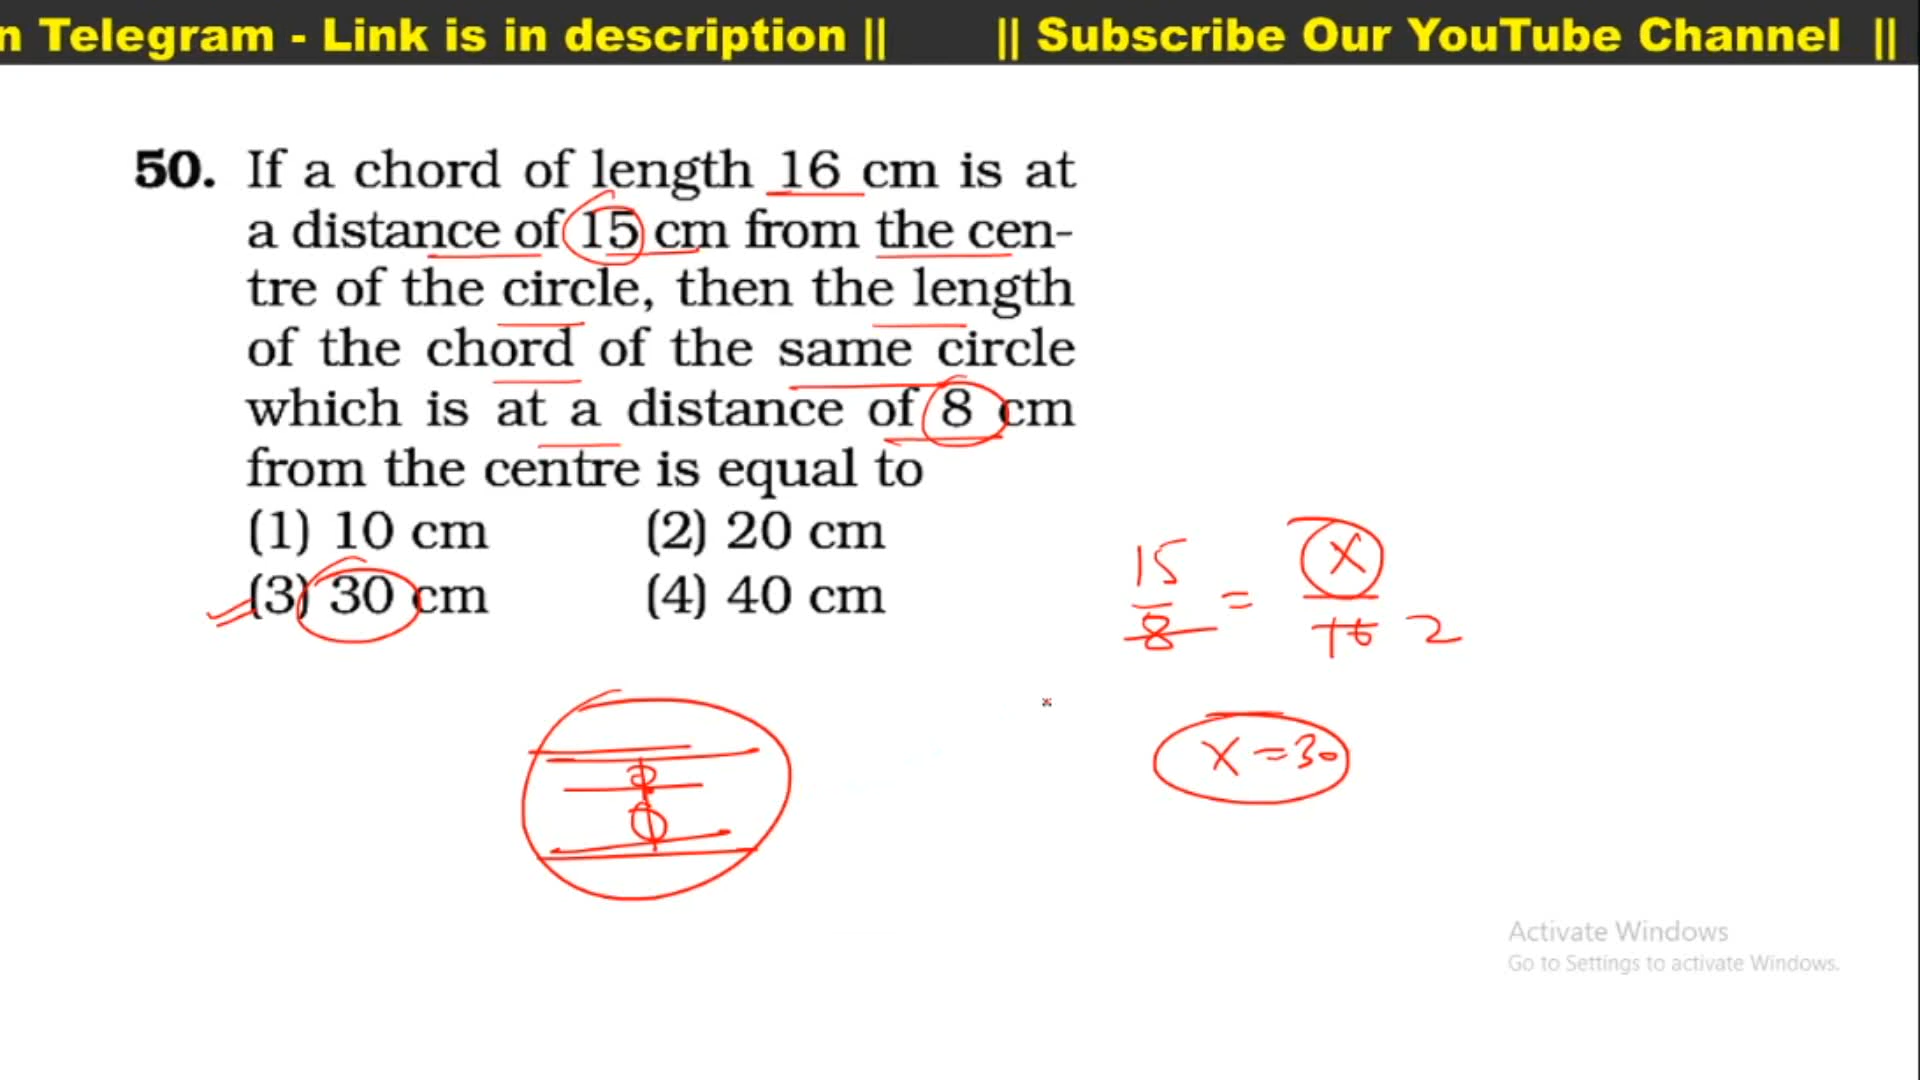 n Telegram - Link is in description || || Subscribe Our YouTube Channel ||
50. If a chord of length 16 cm is at
a distance of 15 cm from the cen-
tre of the circle, then the length
of the chord of the same circle
which is at a distance of 8 cm
from the centre is equal to
(1) 10 cm (2) 20 cm
(3) 30 cm (4) 40 cm
15/8 = X/16 2
X = 30
Activate Windows
Go to Settings to activate Windows.